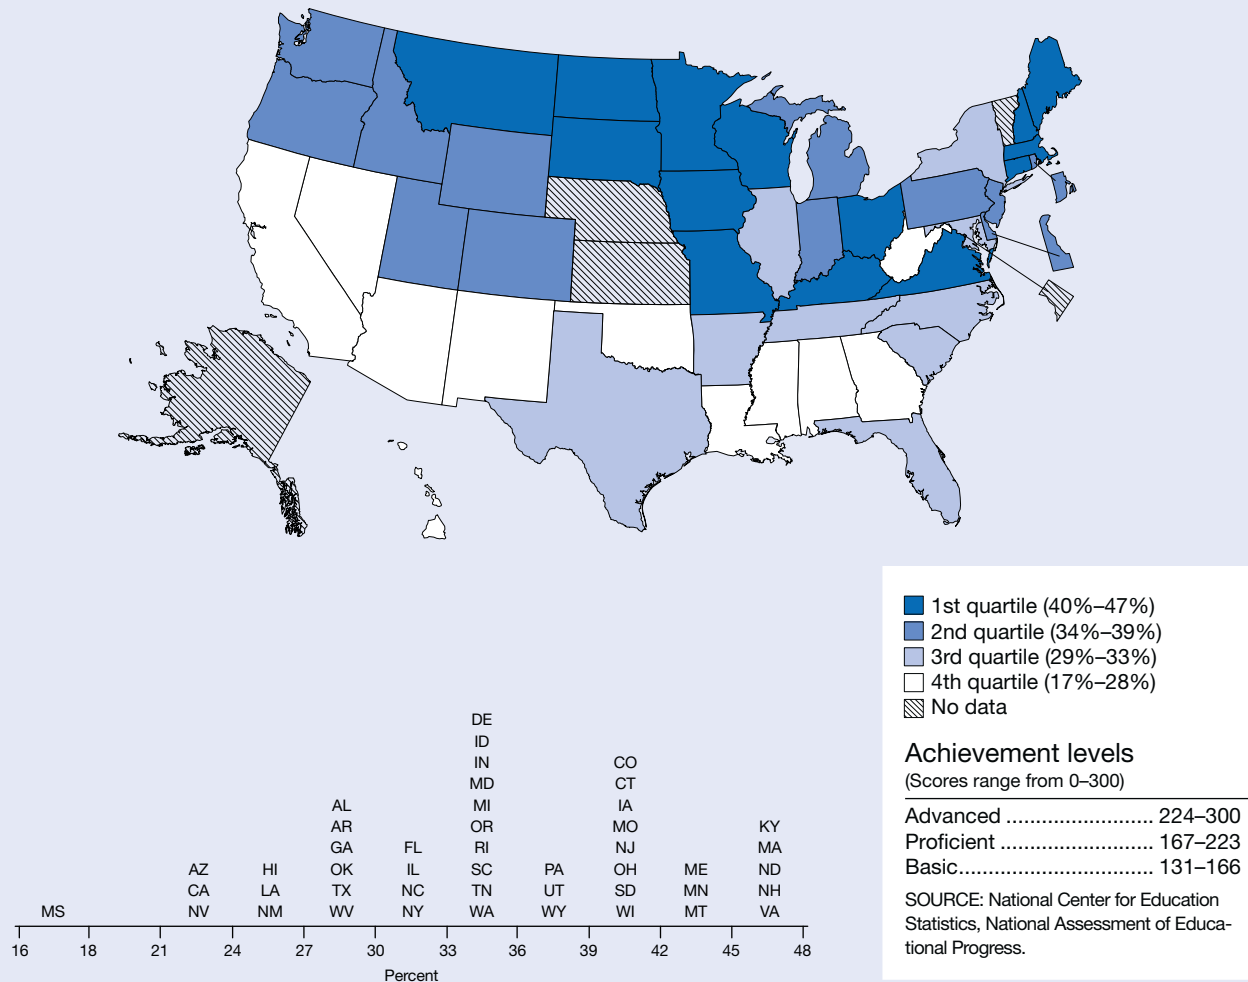 1st quartile (40%–47%)
2nd quartile (34%–39%)
3rd quartile (29%–33%)
4th quartile (17%–28%)
No data
Achievement levels
(Scores range from 0–300)
Advanced .......................... 224–300
Proficient ........................... 167–223
Basic.................................. 131–166
SOURCE: National Center for Education
Statistics, National Assessment of Educa-
tional Progress.
DE
ID
IN CO
MD CT
AL MI IA
AR OR MO KY
GA FL RI NJ MA
AZ HI OK IL SC PA OH ME ND
CA LA TX NC TN UT SD MN NH
MS NV NM WV NY WA WY WI MT VA
16 18 21 24 27 30 33 36 39 42 45 48
Percent